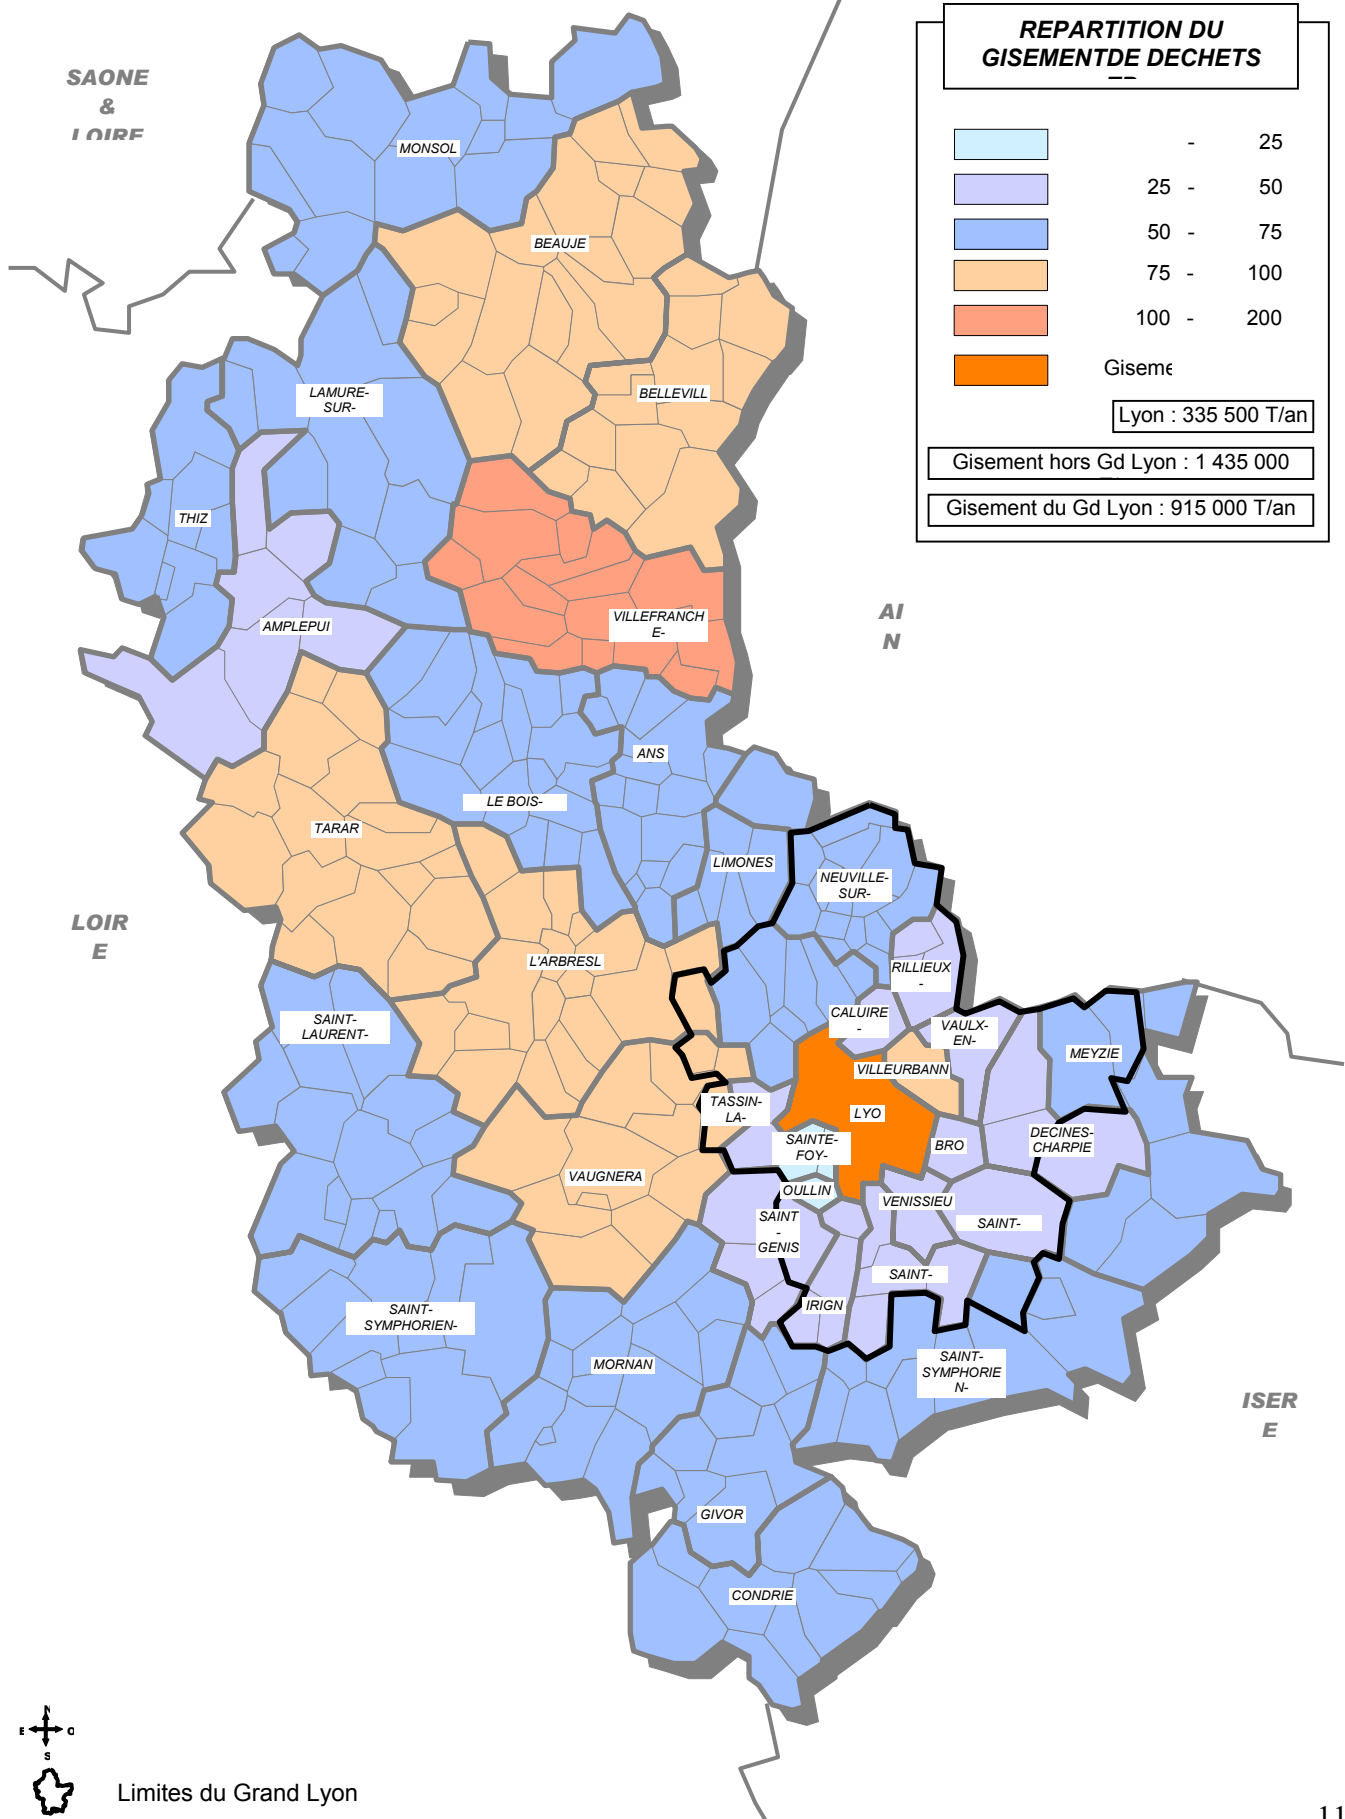 SAONE
&
LOIRE
REPARTITION DU
GISEMENTDE DECHETS
- 25
25 - 50
50 - 75
75 - 100
100 - 200
Giseme
Lyon : 335 500 T/an
Gisement hors Gd Lyon : 1 435 000
Gisement du Gd Lyon : 915 000 T/an
MONSOL
BEAUJE
LAMURE-
SUR-
BELLEVILL
THIZ
AMPLEPUI
VILLEFRANCH
E-
AI
N
ANS
LE BOIS-
TARAR
LIMONES
NEUVILLE-
SUR-
LOIR
E
L'ARBRESL
RILLIEUX
-
SAINT-
LAURENT-
CALUIRE
-
VAULX-
EN-
MEYZIE
VILLEURBANN
TASSIN-
LA-
LYO
SAINTE-
FOY-
BRO
DECINES-
CHARPIE
VAUGNERA
OULLIN
VENISSIEU
SAINT
-
GENIS
SAINT-
SAINT-
IRIGN
SAINT-
SYMPHORIEN-
MORNAN
SAINT-
SYMPHORIE
N-
ISER
E
GIVOR
CONDRIE
N
E O
S
Limites du Grand Lyon
11